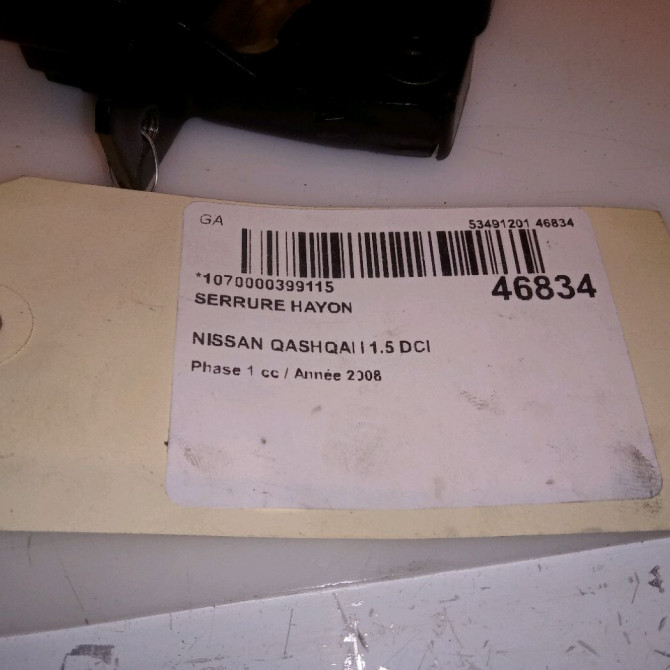 GA
53491201 46834
*1070000399115
46834
SERRURE HAYON
NISSAN QASHQAI I 1.5 DCI
Phase 1 cc / Année 2008